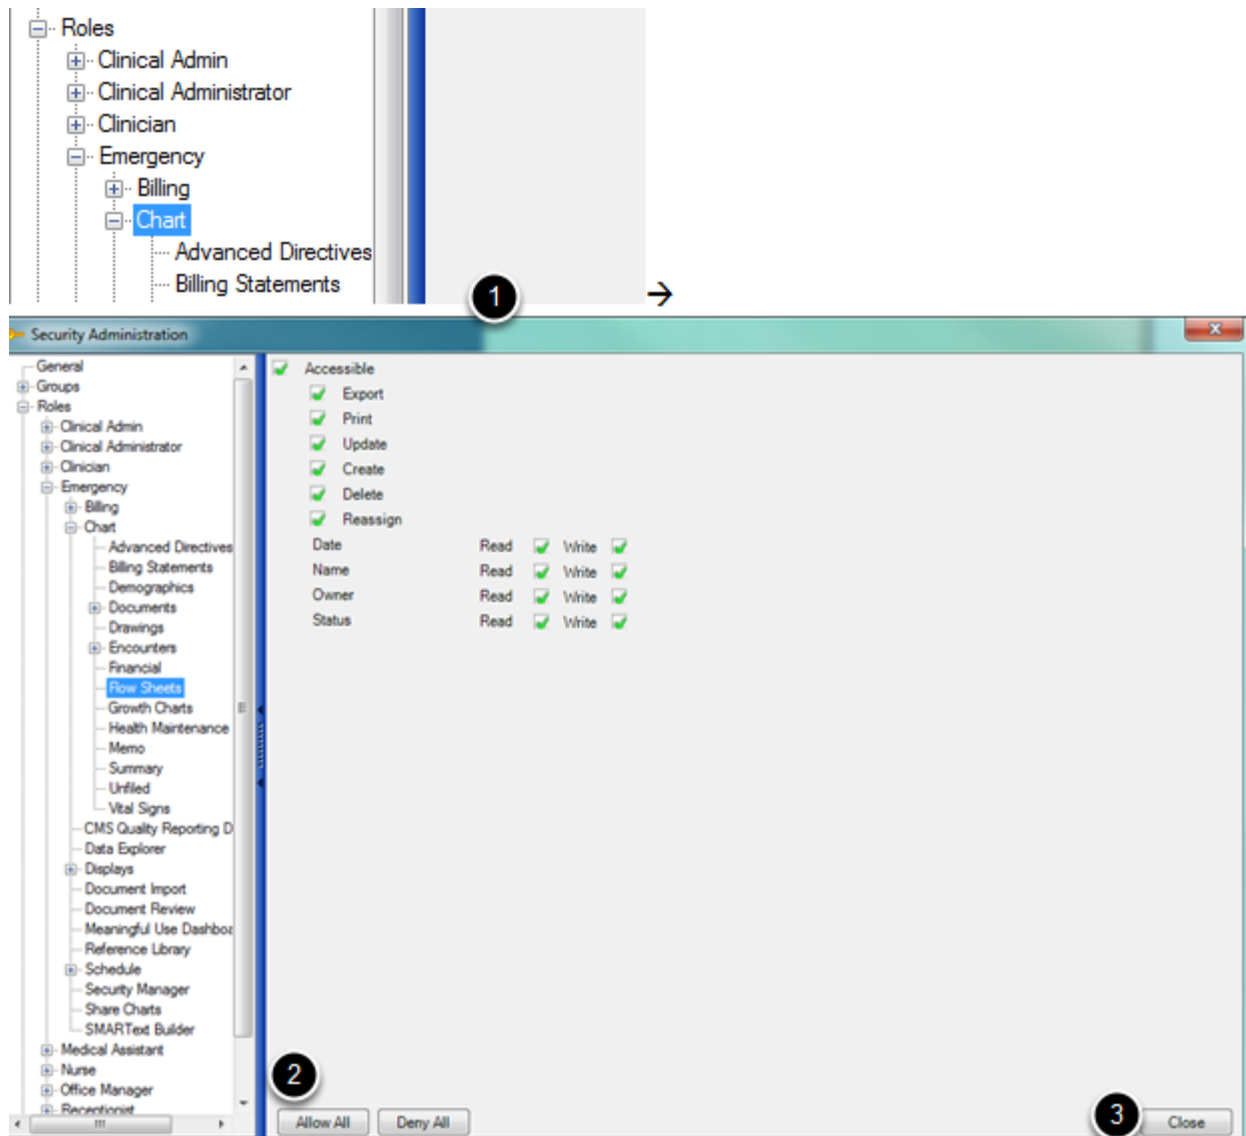 Roles
Clinical Admin
Clinical Administrator
Clinician
Emergency
Billing
Chart
Advanced Directives
Billing Statements
1 →
Security Administration
General
Groups
Roles
Clinical Admin
Clinical Administrator
Clinician
Emergency
Billing
Chart
Advanced Directives
Billing Statements
Demographics
Documents
Drawings
Encounters
Financial
Flow Sheets
Growth Charts
Health Maintenance
Memo
Summary
Unfiled
Vital Signs
CMS Quality Reporting D
Data Explorer
Displays
Document Import
Document Review
Meaningful Use Dashboa
Reference Library
Schedule
Security Manager
Share Charts
SMARText Builder
Medical Assistant
Nurse
Office Manager
Receptionist
Accessible
Export
Print
Update
Create
Delete
Reassign
Date Read Write
Name Read Write
Owner Read Write
Status Read Write
2
Allow All Deny All
3 Close